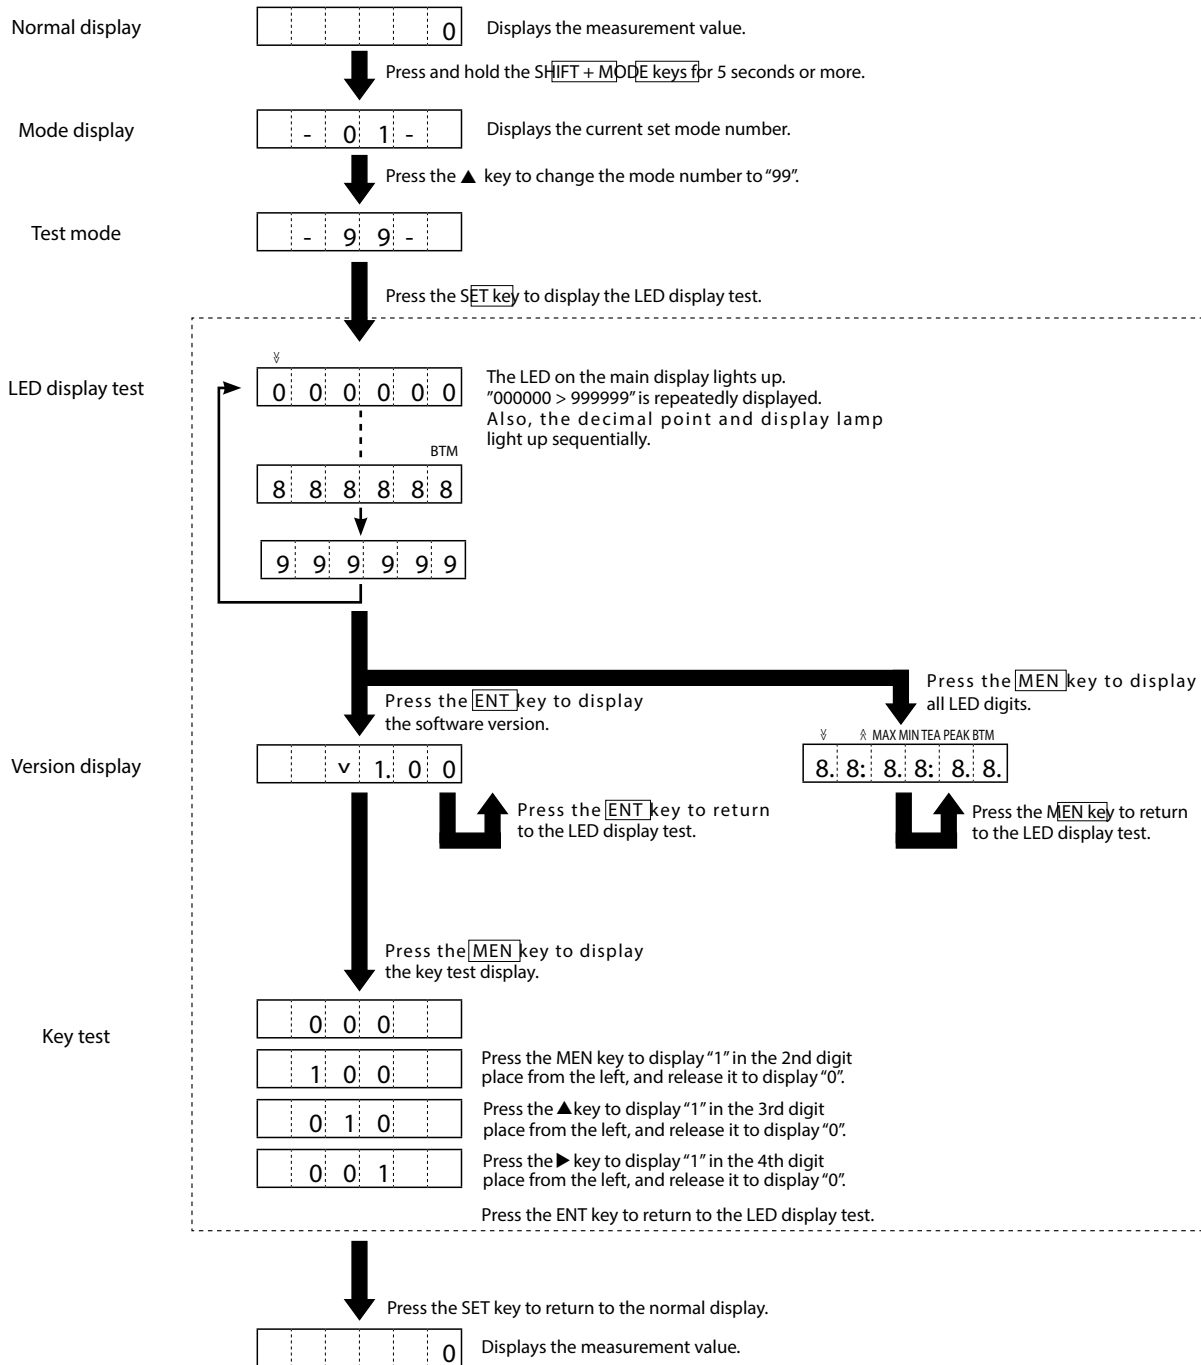 Normal display
0
Displays the measurement value.
Press and hold the SHIFT + MODE keys for 5 seconds or more.
Mode display
- 0 1 -
Displays the current set mode number.
Press the ▲ key to change the mode number to “99”.
Test mode
- 9 9 -
Press the SET key to display the LED display test.
LED display test
0 0 0 0 0 0
The LED on the main display lights up.
"000000 > 999999" is repeatedly displayed.
Also, the decimal point and display lamp
light up sequentially.
BTM
8 8 8 8 8 8
9 9 9 9 9 9
Press the ENT key to display
the software version.
Press the MEN key to display
all LED digits.
Version display
v 1. 0 0
MAX MIN TEA PEAK BTM
8. 8: 8. 8: 8. 8.
Press the ENT key to return
to the LED display test.
Press the MEN key to return
to the LED display test.
Press the MEN key to display
the key test display.
Key test
0 0 0
1 0 0
Press the MEN key to display “1” in the 2nd digit
place from the left, and release it to display “0”.
0 1 0
Press the ▲ key to display “1” in the 3rd digit
place from the left, and release it to display “0”.
0 0 1
Press the ▶ key to display “1” in the 4th digit
place from the left, and release it to display “0”.
Press the ENT key to return to the LED display test.
Press the SET key to return to the normal display.
0
Displays the measurement value.